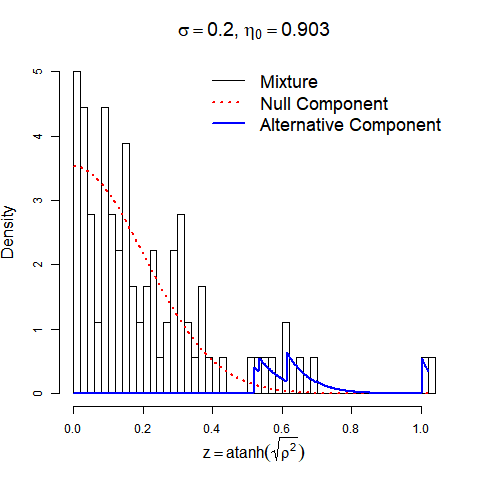 σ = 0.2, η₀ = 0.903
Mixture
Null Component
Alternative Component
Density
5
4
3
2
1
0
0.0 0.2 0.4 0.6 0.8 1.0
z = atanh(√ρ²)